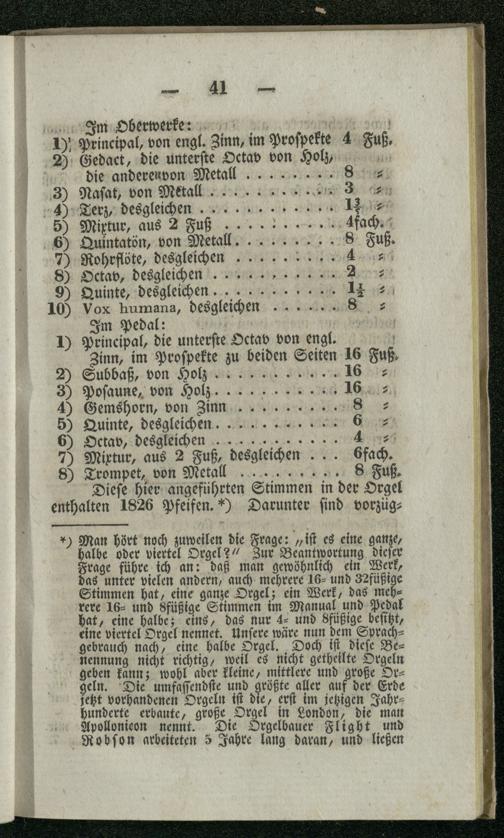 — 41 —
Im Oberwerke:
1) Principal, von engl. Zinn, im Prospekte 4 Fuß.
2) Gedact, die unterste Octav von Holz,
die anderen von Metall . . . . . . . . 8 ⸗
3) Nasat, von Metall . . . . . . . . . . 3 ⸗
4) Terz, desgleichen . . . . . . . . . . . 1¾ ⸗
5) Mixtur, aus 2 Fuß . . . . . . . . . 4fach.
6) Quintatön, von Metall . . . . . . . . 8 Fuß.
7) Rohrflöte, desgleichen . . . . . . . . . 4 ⸗
8) Octav, desgleichen . . . . . . . . . . 2 ⸗
9) Quinte, desgleichen . . . . . . . . . . 1½ ⸗
10) Vox humana, desgleichen . . . . . . 8 ⸗
Im Pedal:
1) Principal, die unterste Octav von engl.
Zinn, im Prospekte zu beiden Seiten 16 Fuß.
2) Subbaß, von Holz . . . . . . . . . . 16 ⸗
3) Posaune, von Holz . . . . . . . . . . 16 ⸗
4) Gemshorn, von Zinn . . . . . . . . . 8 ⸗
5) Quinte, desgleichen . . . . . . . . . . 6 ⸗
6) Octav, desgleichen . . . . . . . . . . 4 ⸗
7) Mixtur, aus 2 Fuß, desgleichen . . . 6fach.
8) Trompet, von Metall . . . . . . . . . 8 Fuß.
Diese hier angeführten Stimmen in der Orgel
enthalten 1826 Pfeifen.*) Darunter sind vorzüg⸗
*) Man hört noch zuweilen die Frage: „ist es eine ganze,
halbe oder viertel Orgel?“ Zur Beantwortung dieser
Frage führe ich an: daß man gewöhnlich ein Werk,
das unter vielen andern, auch mehrere 16⸗ und 32füßige
Stimmen hat, eine ganze Orgel; ein Werk, das meh⸗
rere 16⸗ und 8füßige Stimmen im Manual und Pedal
hat, eine halbe; eins, das nur 4⸗ und 8füßige besitzt,
eine viertel Orgel nennet. Unsere wäre nun dem Sprach⸗
gebrauch nach, eine halbe Orgel. Doch ist diese Be⸗
nennung nicht richtig, weil es nicht getheilte Orgeln
geben kann; wohl aber kleine, mittlere und große Or⸗
geln. Die umfassendste und größte aller auf der Erde
jetzt vorhandenen Orgeln ist die, erst im jetzigen Jahr⸗
hunderte erbaute, große Orgel in London, die man
Apollonicon nennt. Die Orgelbauer Flight und
Robson arbeiteten 5 Jahre lang daran, und ließen